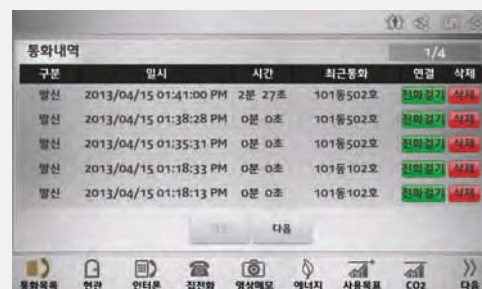 통화내역 1/4
구분 일시 시간 최근통화 연결 삭제
발신 2013/04/15 01:41:00 PM 2분 27초 101동502호 전화걸기 삭제
발신 2013/04/15 01:38:28 PM 0분 0초 101동502호 전화걸기 삭제
발신 2013/04/15 01:35:31 PM 0분 0초 101동502호 전화걸기 삭제
발신 2013/04/15 01:18:33 PM 0분 0초 101동102호 전화걸기 삭제
발신 2013/04/15 01:18:13 PM 0분 0초 101동102호 전화걸기 삭제
다음
통화목록 현관 인터폰 집전화 영상메모 에너지 사용목표 CO2 다음